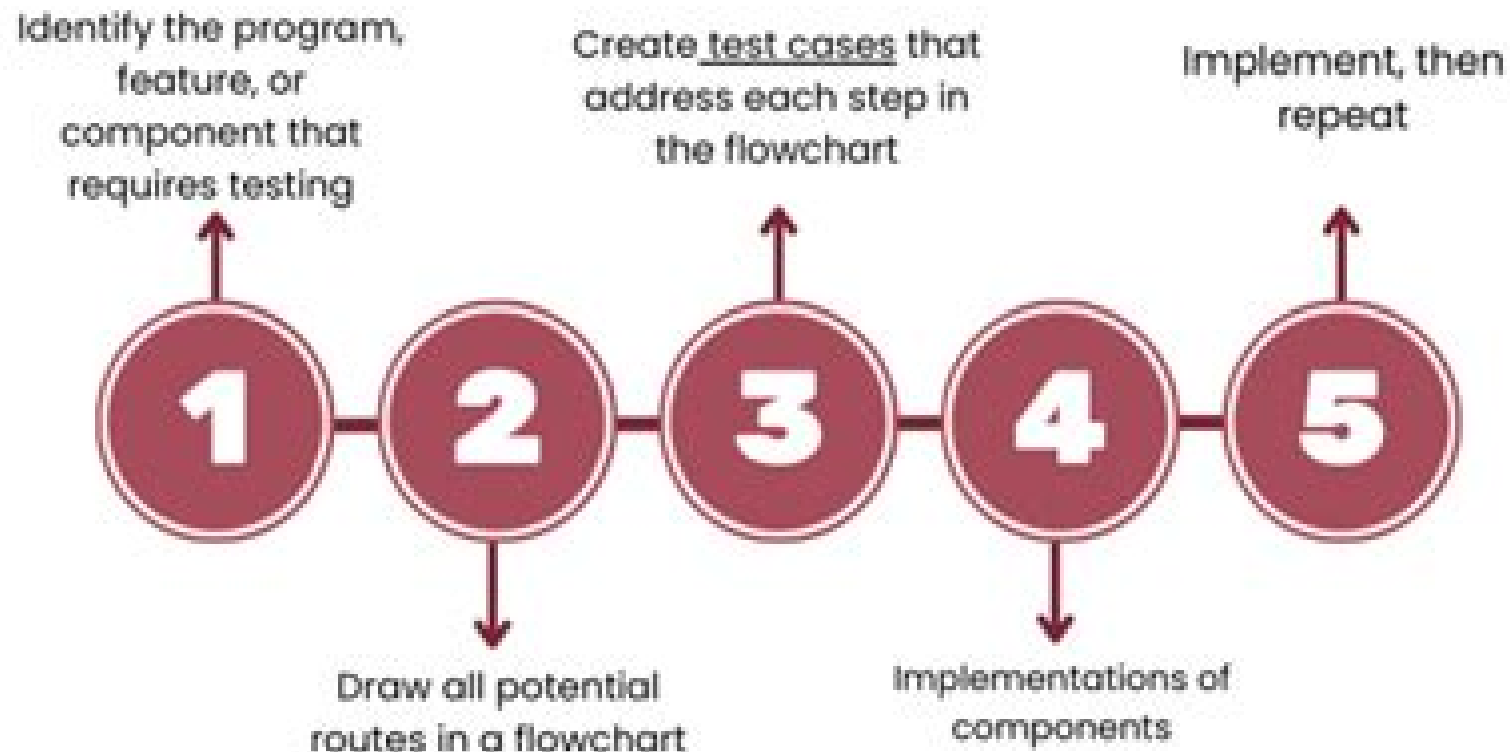 Identify the program,
feature, or
component that
requires testing
Create test cases that
address each step in
the flowchart
Implement, then
repeat
1
2
3
4
5
Draw all potential
routes in a flowchart
Implementations of
components